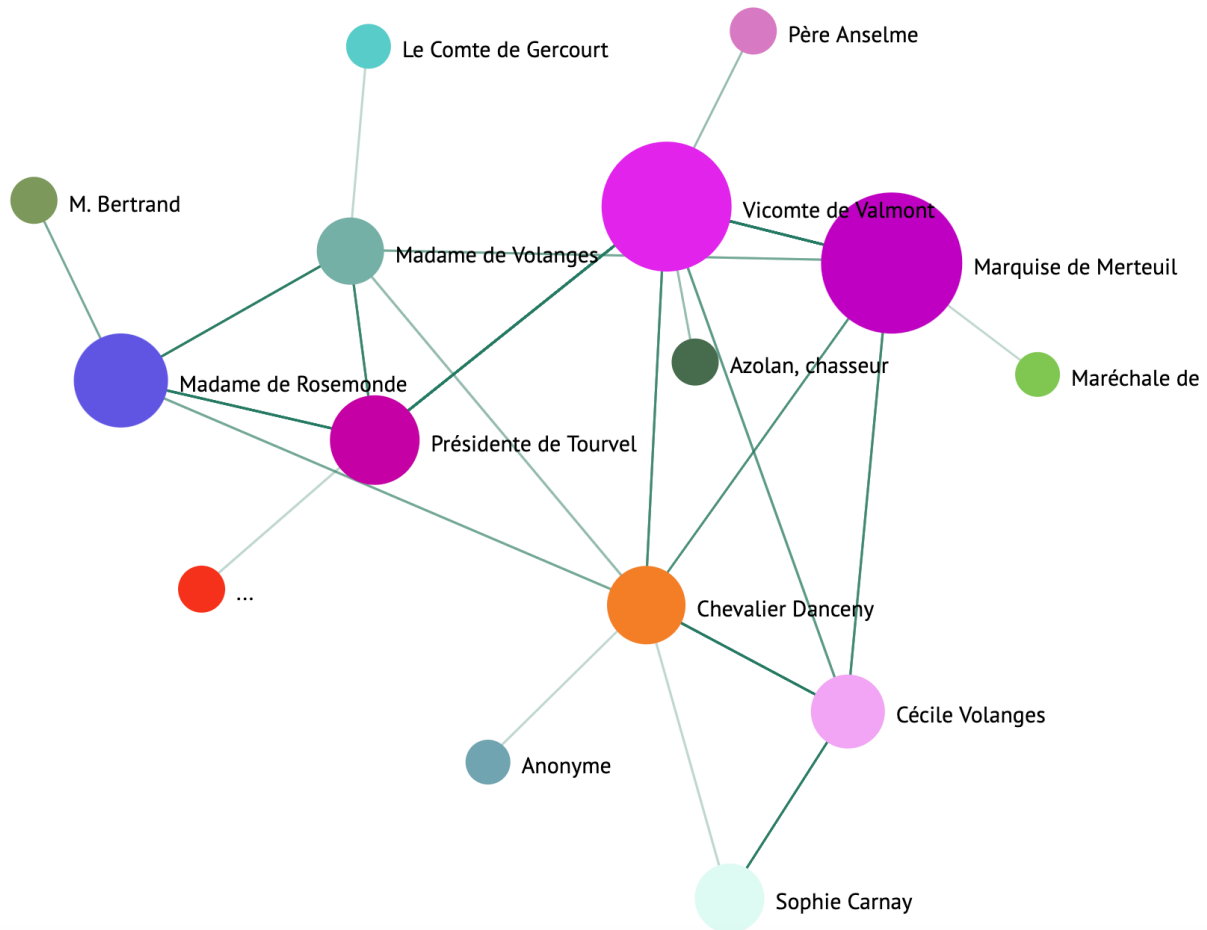 Père Anselme
Le Comte de Gercourt
M. Bertrand
Vicomte de Valmont
Madame de Volanges
Marquise de Merteuil
Azolan, chasseur
Maréchale de
Madame de Rosemonde
Présidente de Tourvel
...
Chevalier Danceny
Cécile Volanges
Anonyme
Sophie Carnay